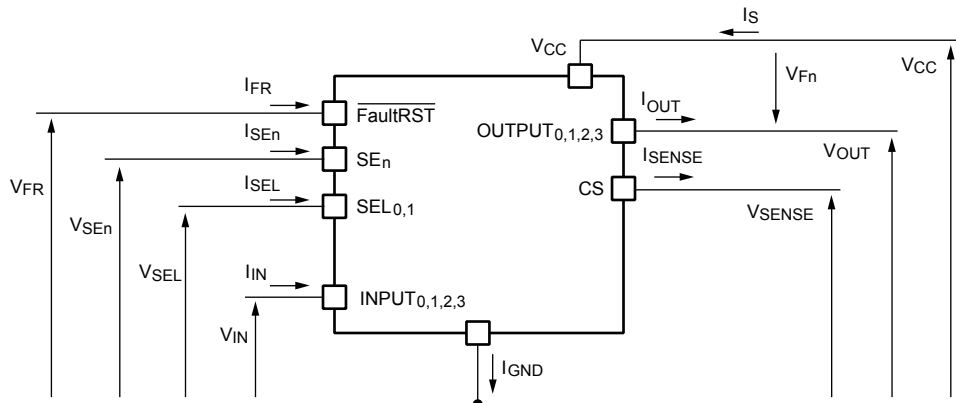 IS
VCC
VCC
VFn
IFR
FaultRST
IOUT
OUTPUT0,1,2,3
ISEn
SEn
VOUT
ISENSE
CS
VFR
ISEL
SEL0,1
VSENSE
VSEn
VSEL
IIN
INPUT0,1,2,3
VIN
IGND